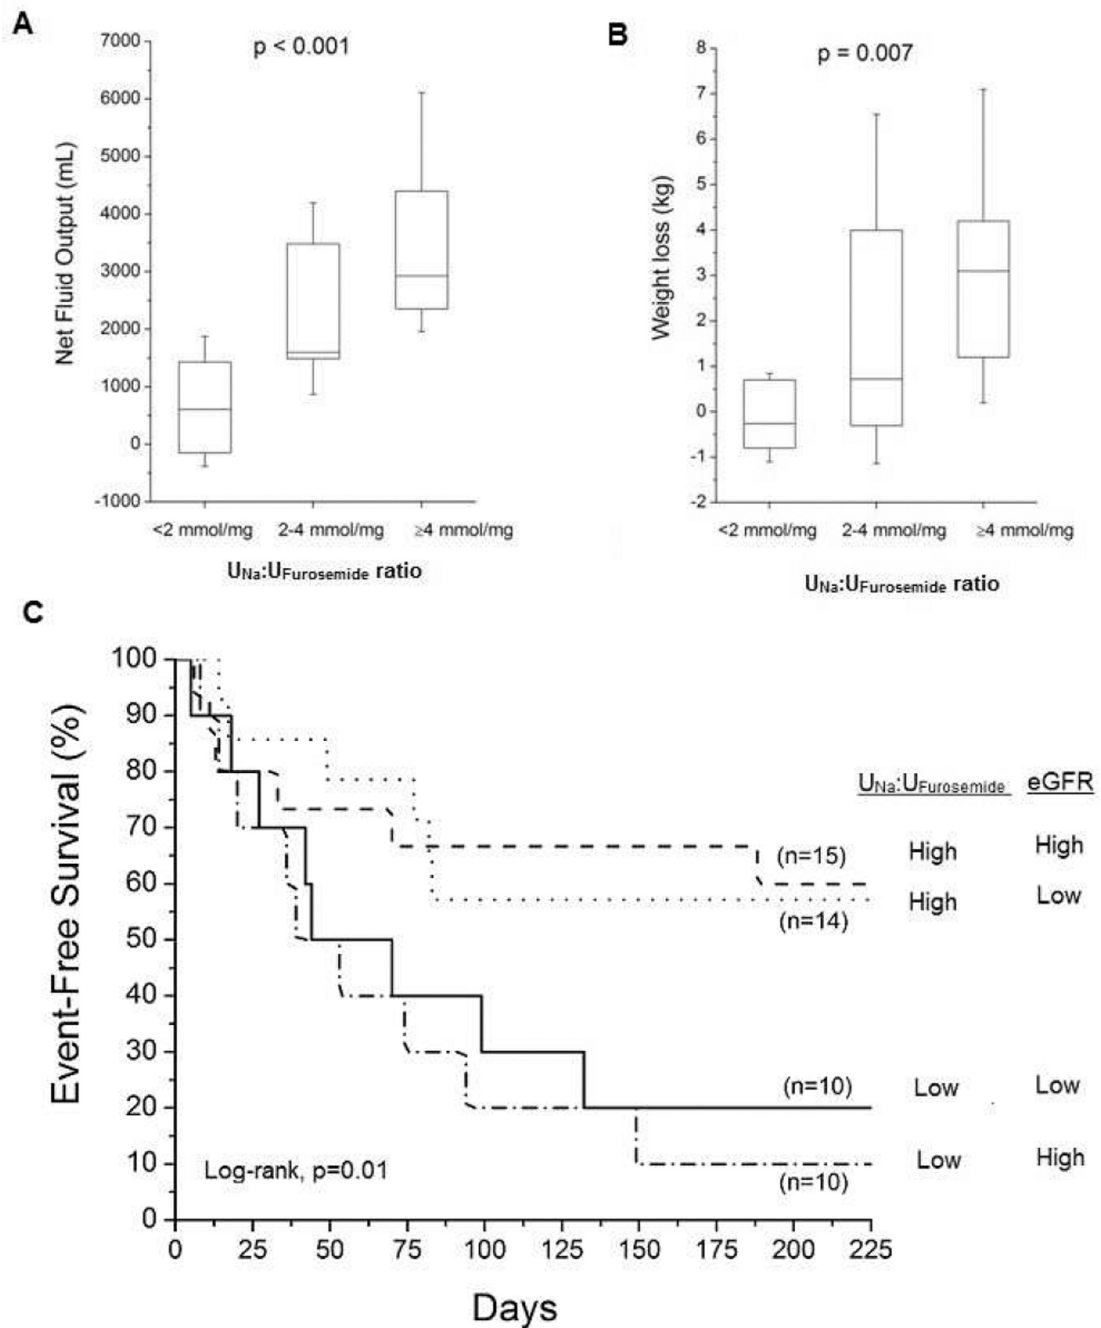 A
p < 0.001
7000
6000
5000
4000
3000
2000
1000
0
-1000
Net Fluid Output (mL)
<2 mmol/mg 2-4 mmol/mg ≥4 mmol/mg
UNa:UFurosemide ratio
B
p = 0.007
8
7
6
5
4
3
2
1
0
-1
-2
Weight loss (kg)
<2 mmol/mg 2-4 mmol/mg ≥4 mmol/mg
UNa:UFurosemide ratio
C
100
90
80
70
60
50
40
30
20
10
0
Event-Free Survival (%)
UNa:UFurosemide eGFR
(n=15) High High
High Low
(n=14)
(n=10) Low Low
Low High
(n=10)
Log-rank, p=0.01
0 25 50 75 100 125 150 175 200 225
Days